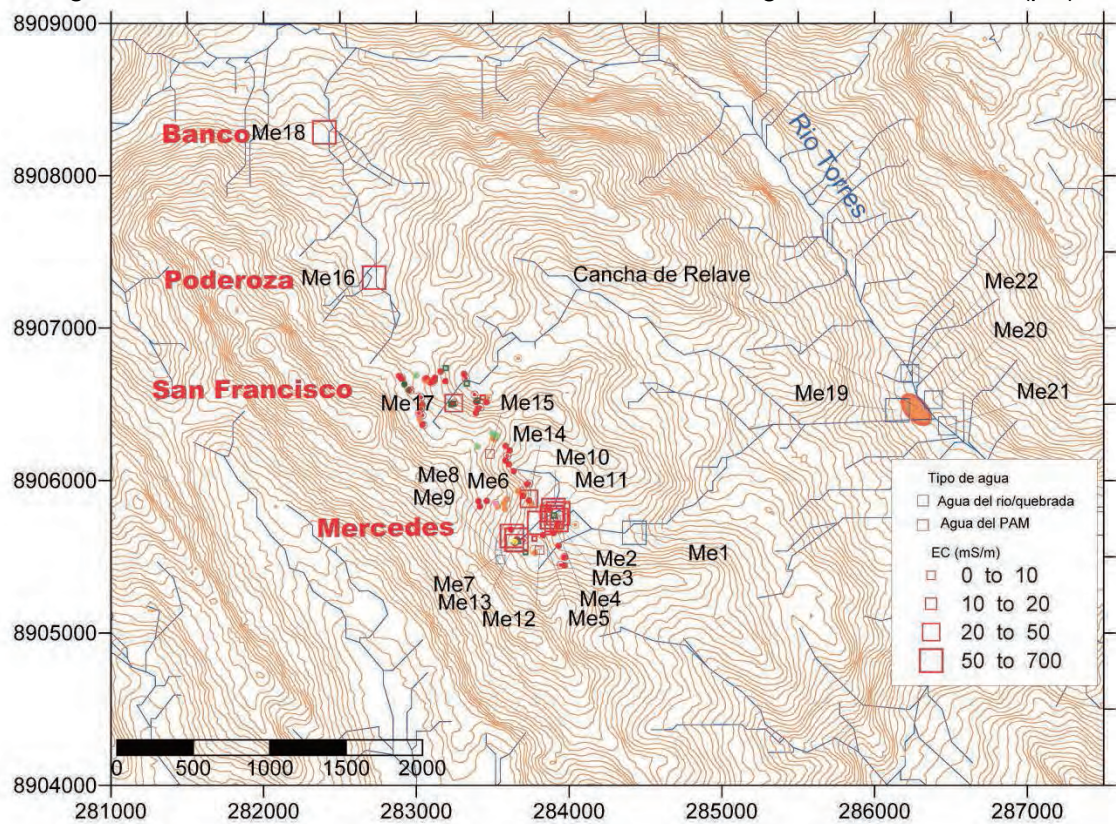 8909000
8908000
8907000
8906000
8905000
8904000
Banco
Me18
Rio Torres
Poderoza
Me16
Cancha de Relave
Me22
Me20
San Francisco
Me17
Me15
Me19
Me21
Me14
Me8
Me6
Me10
Me9
Me11
Mercedes
Me2
Me1
Me7
Me3
Me13
Me4
Me12
Me5
Tipo de agua
Agua del rio/quebrada
Agua del PAM
EC (mS/m)
0 to 10
10 to 20
20 to 50
50 to 700
0 500 1000 1500 2000
281000 282000 283000 284000 285000 286000 287000